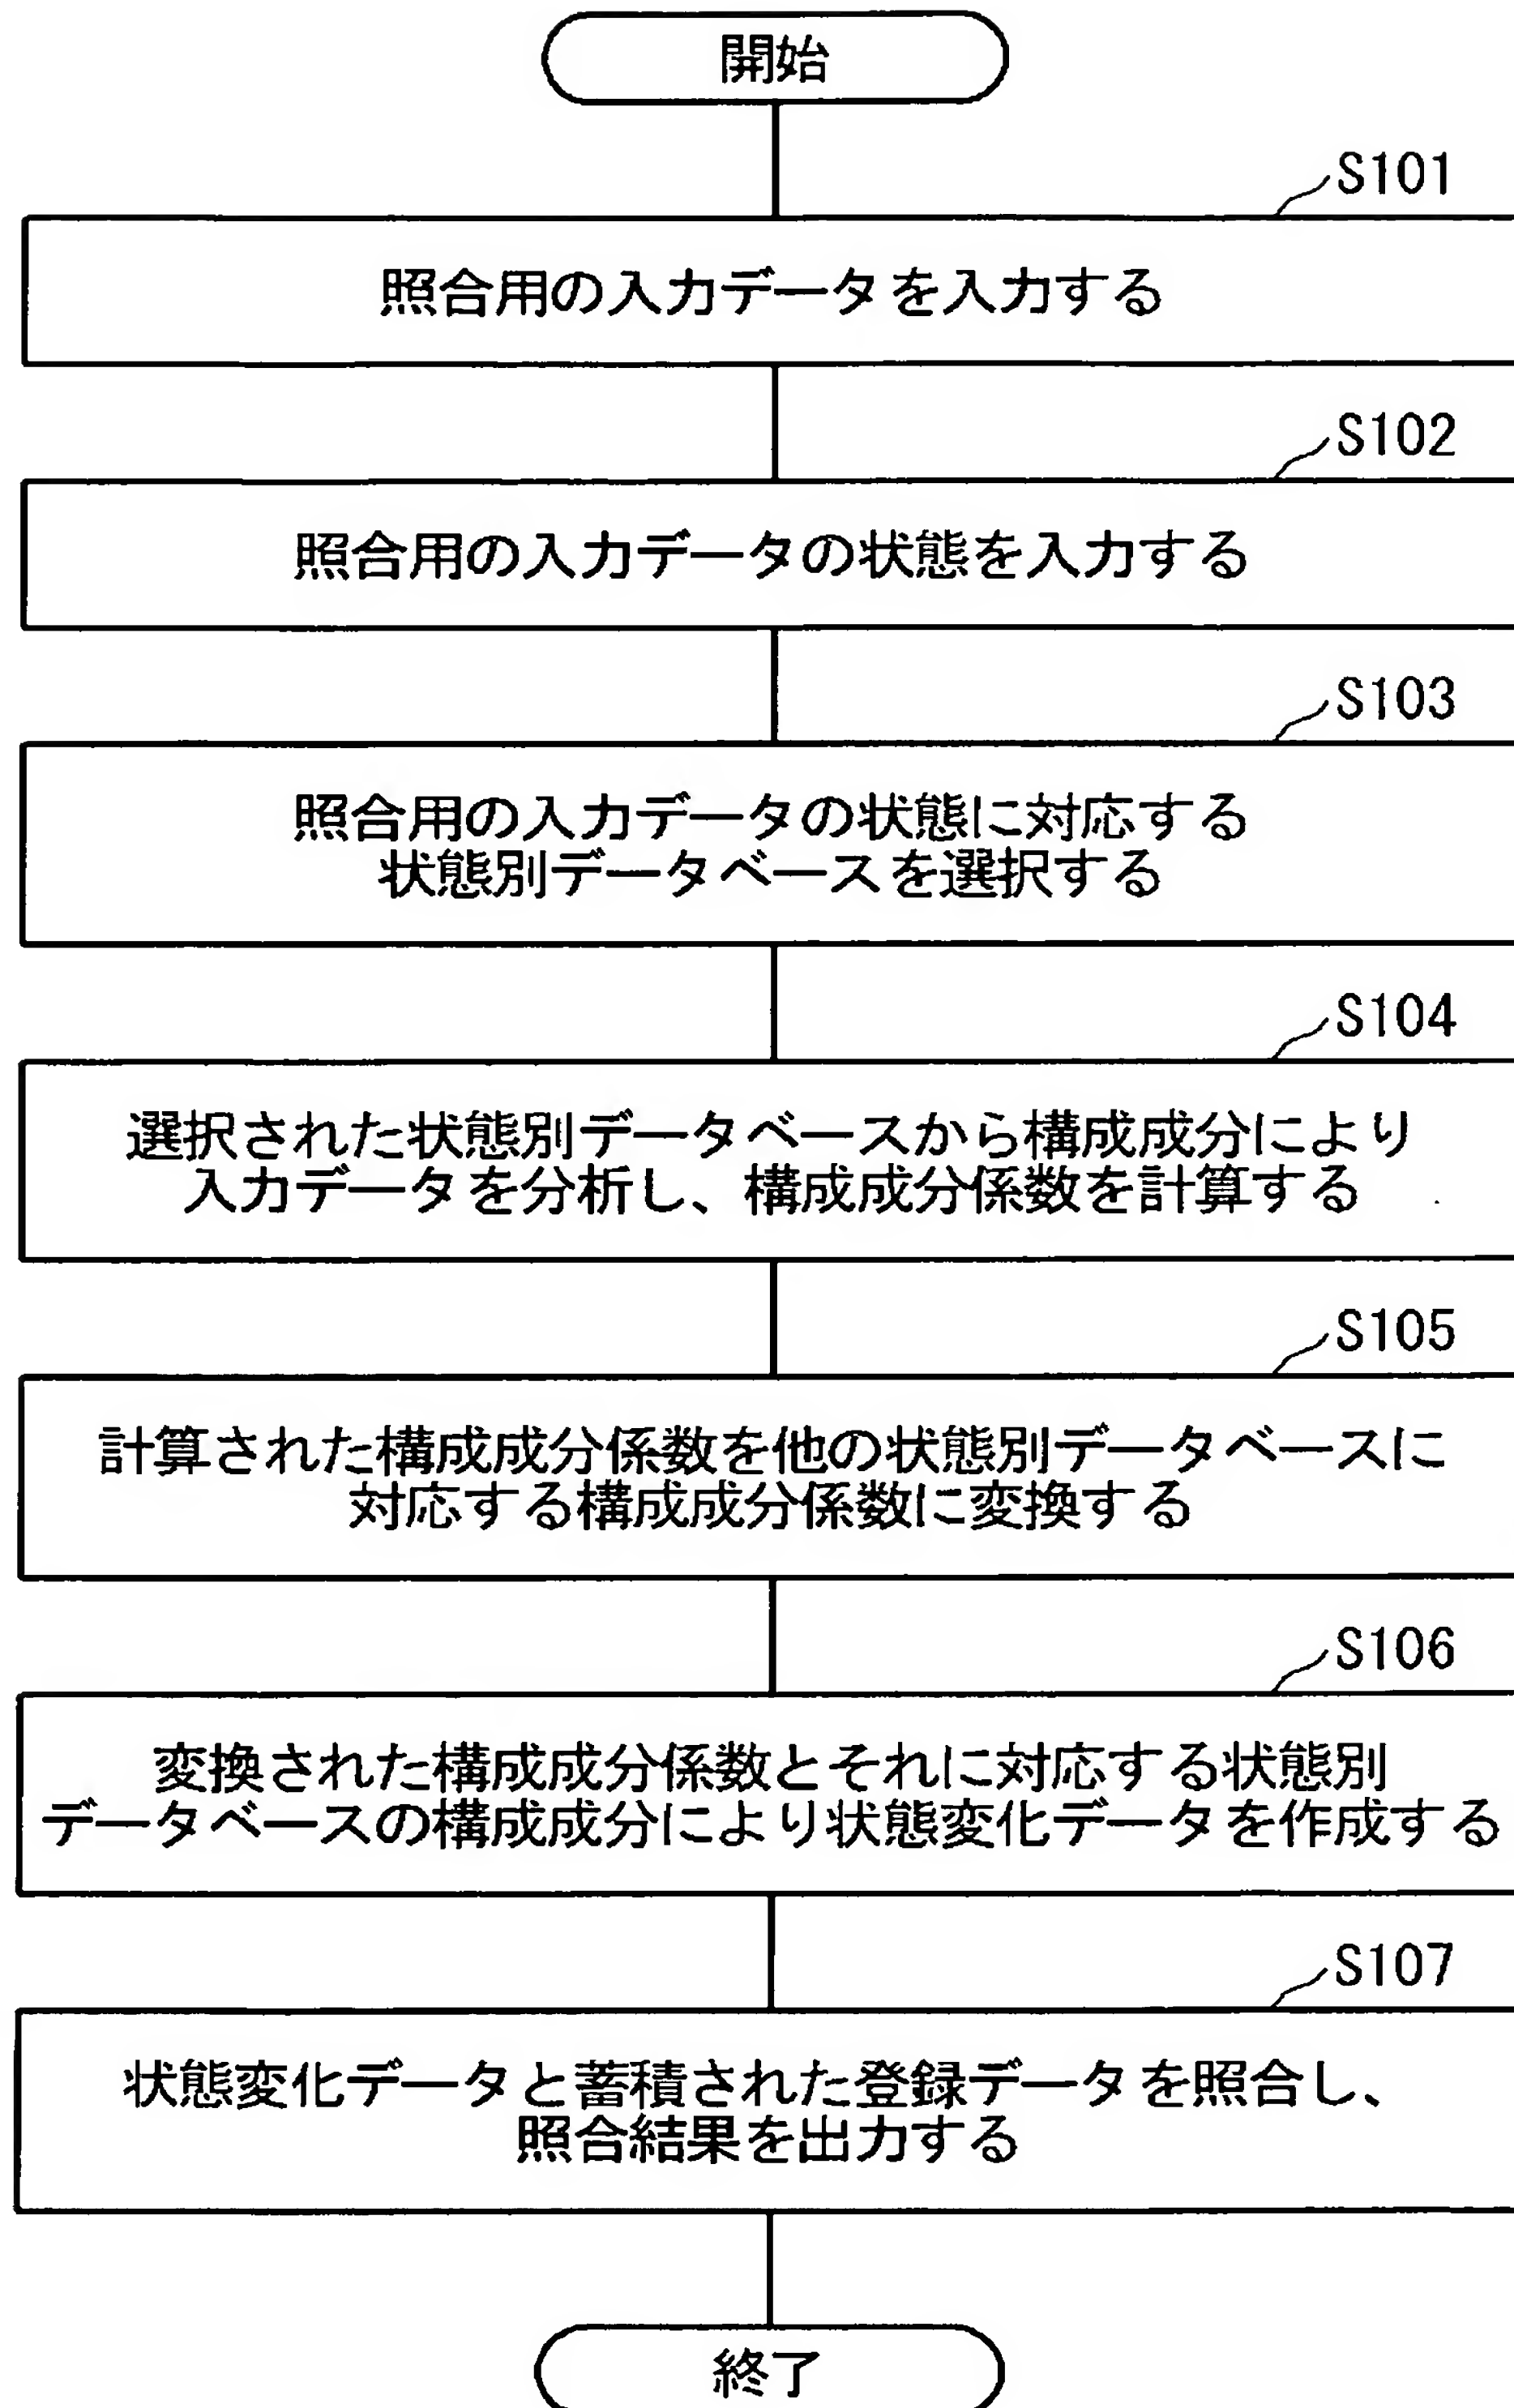 開始
S101
照合用の入力データを入力する
S102
照合用の入力データの状態を入力する
S103
照合用の入力データの状態に対応する
状態別データベースを選択する
S104
選択された状態別データベースから構成成分により
入力データを分析し、構成成分係数を計算する
S105
計算された構成成分係数を他の状態別データベースに
対応する構成成分係数に変換する
S106
変換された構成成分係数とそれに対応する状態別
データベースの構成成分により状態変化データを作成する
S107
状態変化データと蓄積された登録データを照合し、
照合結果を出力する
終了